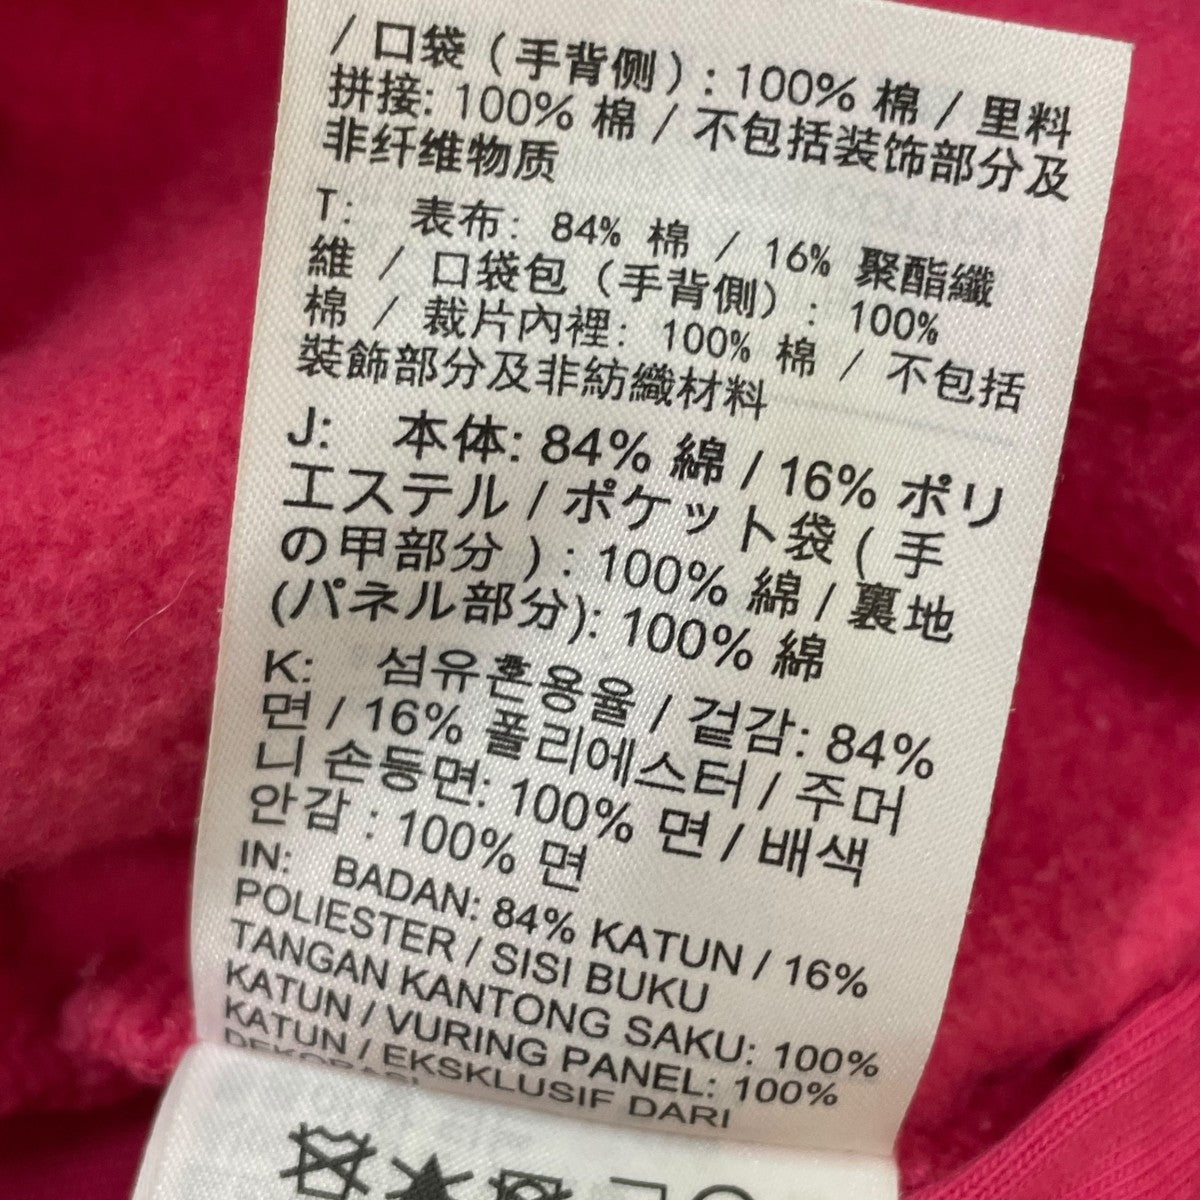 / 口袋 ( 手背侧 ) : 100% 棉 / 里料
拼接: 100% 棉 / 不包括装饰部分及
非纤维物质
T: 表布: 84% 棉 / 16% 聚酯纖
維 / 口袋包 (手背側) : 100%
棉 / 裁片內裡: 100% 棉 / 不包括
裝飾部分及非紡織材料
J: 本体: 84% 綿 / 16% ポリ
エステル / ポケット袋 ( 手
の甲部分 ) : 100% 綿 / 裏地
(パネル部分): 100% 綿
K: 섬유혼용율 / 겉감: 84%
면 / 16% 폴리에스터 / 주머
니 손등면: 100% 면 / 배색
안감 : 100% 면
IN: BADAN: 84% KATUN / 16%
POLIESTER / SISI BUKU
TANGAN KANTONG SAKU: 100%
KATUN / VURING PANEL: 100%
KATUN / EKSKLUSIF DARI
DEKORASI